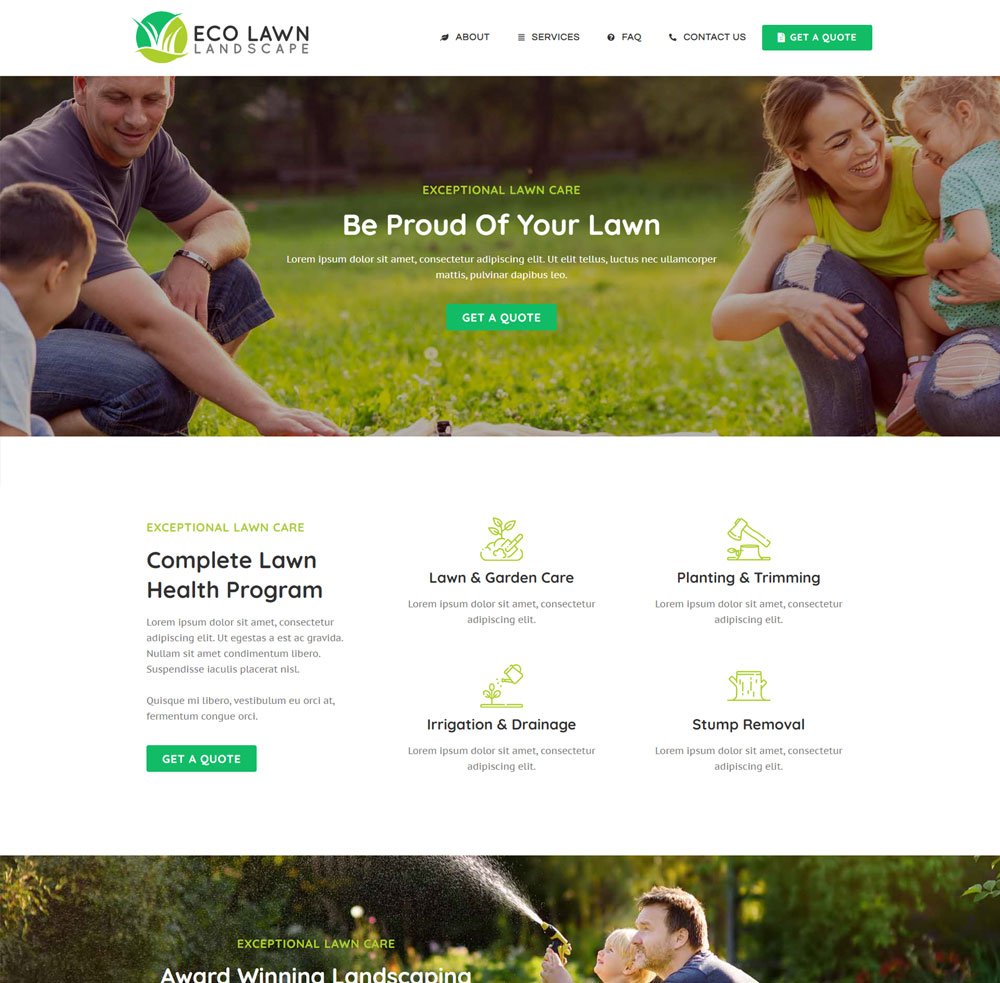 ECO LAWN
LANDSCAPE
ABOUT
SERVICES
FAQ
CONTACT US
GET A QUOTE
EXCEPTIONAL LAWN CARE
Be Proud Of Your Lawn
Lorem ipsum dolor sit amet, consectetur adipiscing elit. Ut elit tellus, luctus nec ullamcorper
mattis, pulvinar dapibus leo.
GET A QUOTE
EXCEPTIONAL LAWN CARE
Complete Lawn
Health Program
Lorem ipsum dolor sit amet, consectetur
adipiscing elit. Ut egestas a est ac gravida.
Nullam sit amet condimentum libero.
Suspendisse iaculis placerat nisl.
Quisque mi libero, vestibulum eu orci at,
fermentum congue orci.
GET A QUOTE
Lawn & Garden Care
Lorem ipsum dolor sit amet, consectetur
adipiscing elit.
Planting & Trimming
Lorem ipsum dolor sit amet, consectetur
adipiscing elit.
Irrigation & Drainage
Lorem ipsum dolor sit amet, consectetur
adipiscing elit.
Stump Removal
Lorem ipsum dolor sit amet, consectetur
adipiscing elit.
EXCEPTIONAL LAWN CARE
Award Winning Landscaping